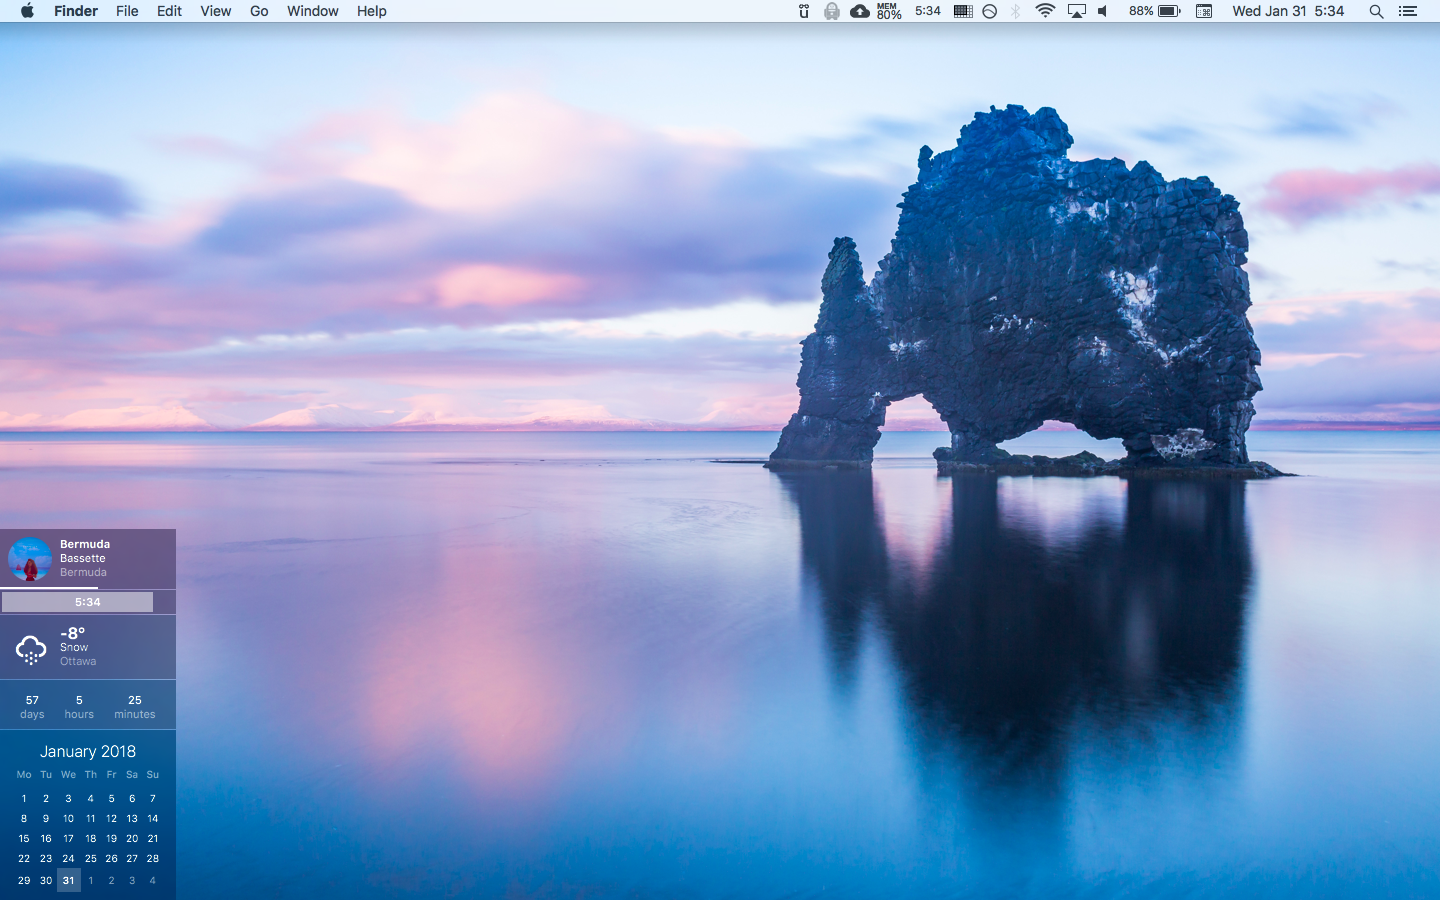 Finder File Edit View Go Window Help ü MEM 80% 5:34 88% Wed Jan 31 5:34
Bermuda
Bassette
Bermuda
5:34
-8°
Snow
Ottawa
57 5 25
days hours minutes
January 2018
Mo Tu We Th Fr Sa Su
1 2 3 4 5 6 7
8 9 10 11 12 13 14
15 16 17 18 19 20 21
22 23 24 25 26 27 28
29 30 31 1 2 3 4